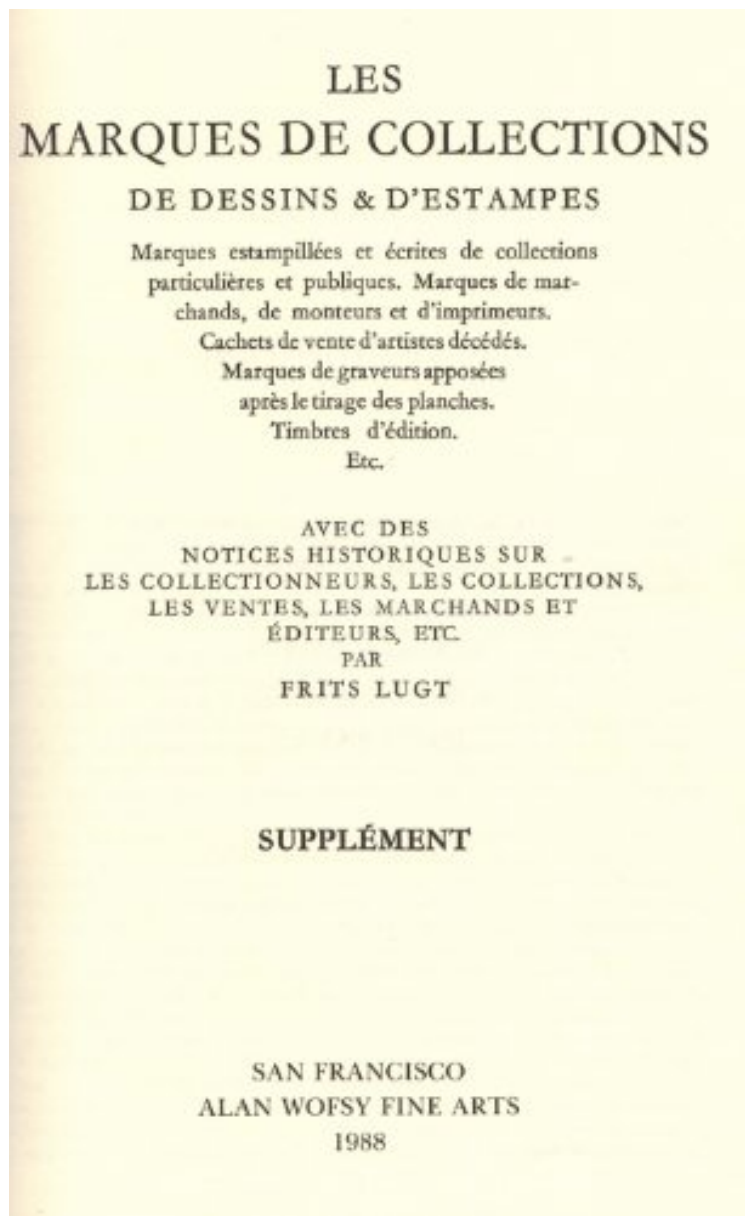 LES
MARQUES DE COLLECTIONS
DE DESSINS & D'ESTAMPES
Marques estampillées et écrites de collections
particulières et publiques. Marques de mar-
chands, de monteurs et d'imprimeurs.
Cachets de vente d'artistes décédés.
Marques de graveurs apposées
après le tirage des planches.
Timbres d'édition.
Etc.
AVEC DES
NOTICES HISTORIQUES SUR
LES COLLECTIONNEURS, LES COLLECTIONS,
LES VENTES, LES MARCHANDS ET
ÉDITEURS, ETC.
PAR
FRITS LUGT
SUPPLÉMENT
SAN FRANCISCO
ALAN WOFSY FINE ARTS
1988